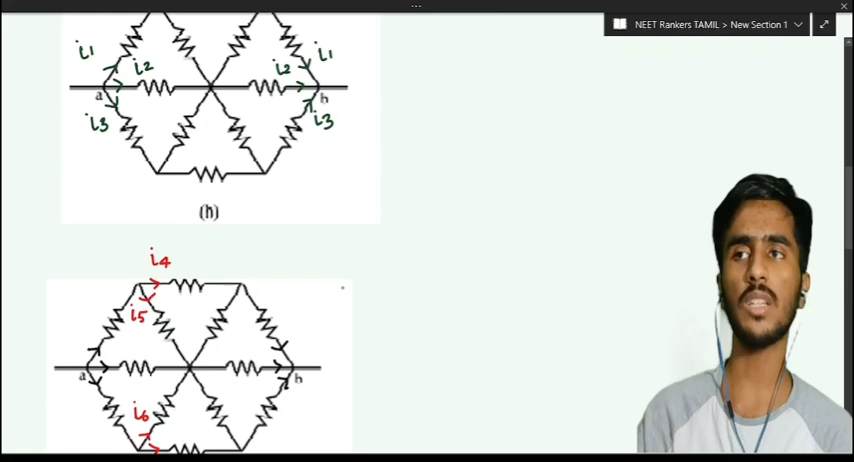 ...
NEET Rankers TAMIL > New Section 1
i1
i2
i2
i1
a
b
i3
i3
(h)
i4
i5
a
b
i6